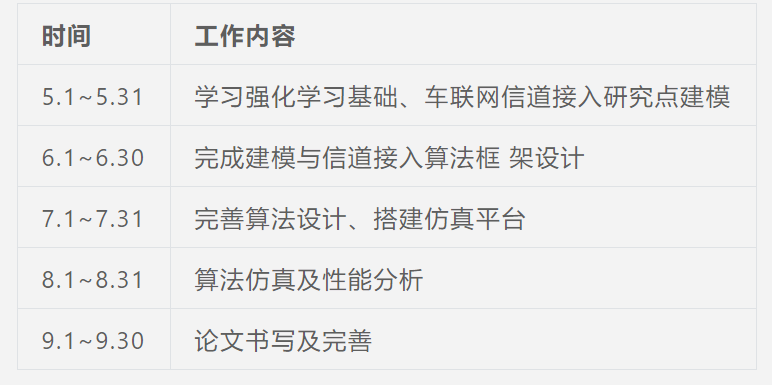 时间 工作内容
5.1~5.31 学习强化学习基础、车联网信道接入研究点建模
6.1~6.30 完成建模与信道接入算法框 架设计
7.1~7.31 完善算法设计、搭建仿真平台
8.1~8.31 算法仿真及性能分析
9.1~9.30 论文书写及完善